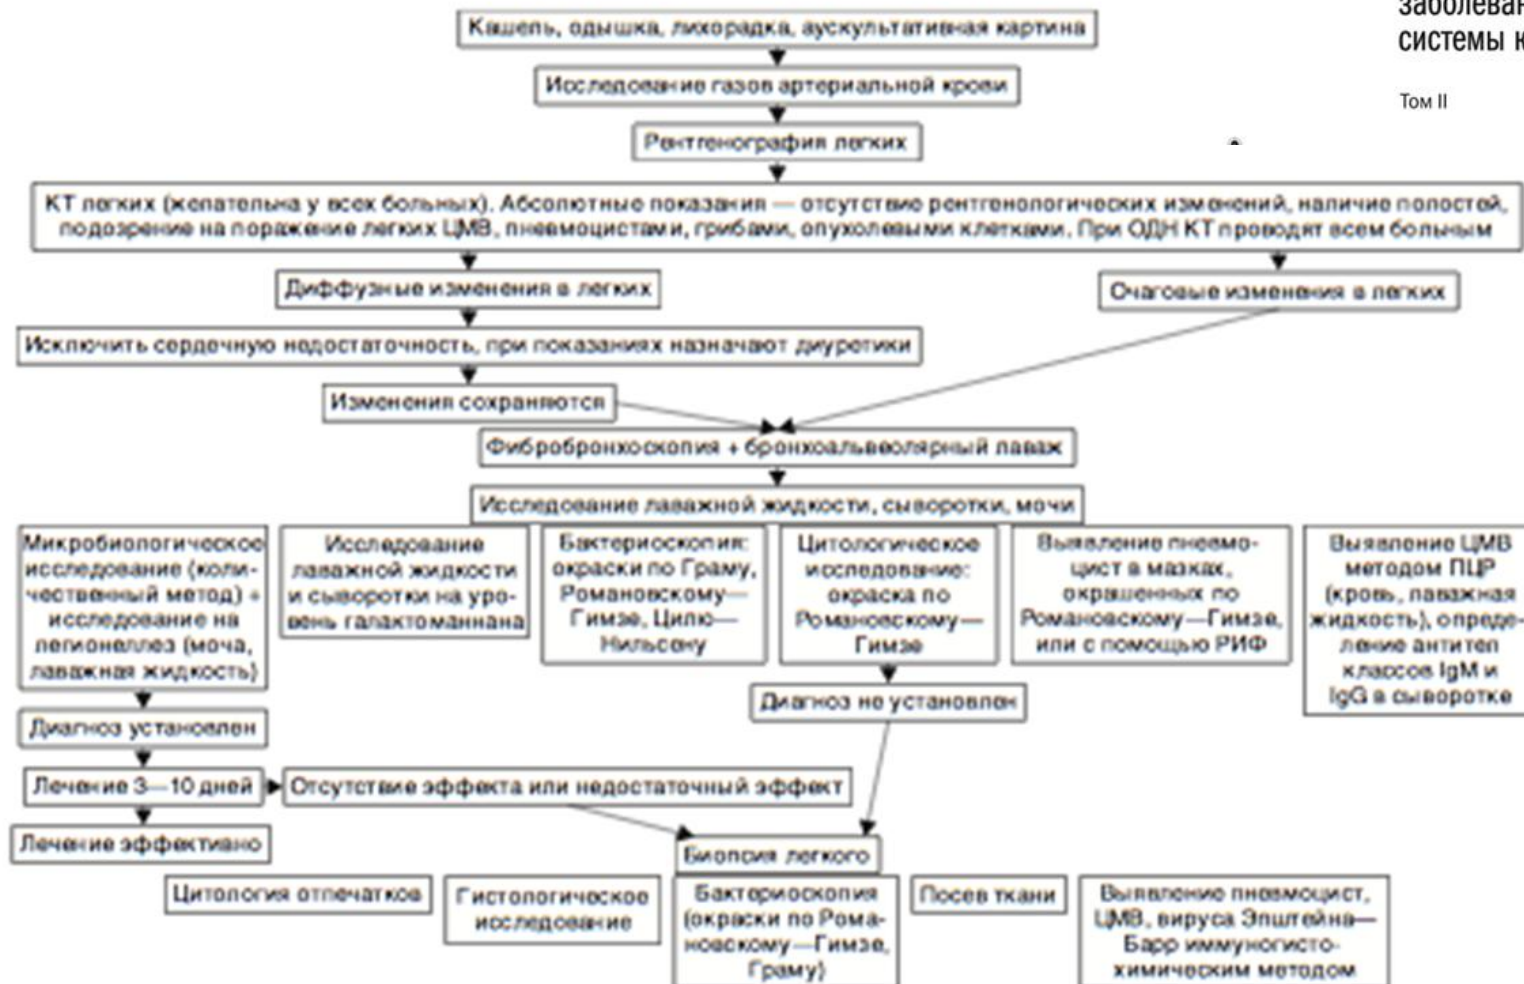 заболеван
системы к
Том II
Кашель, одышка, лихорадка, аускультативная картина
Исследование газов артериальной крови
Рентгенография легких
КТ легких (желательна у всех больных). Абсолютные показания — отсутствие рентгенологических изменений, наличие полостей,
подозрение на поражение легких ЦМВ, пневмоцистами, грибами, опухолевыми клетками. При ОДН КТ проводят всем больным
Диффузные изменения в легких
Очаговые изменения в легких
Исключить сердечную недостаточность, при показаниях назначают диуретики
Изменения сохраняются
Фибробронхоскопия + бронхоальвеолярный лаваж
Исследование лаважной жидкости, сыворотки, мочи
Микробиологическое
исследование (коли-
чественный метод) +
исследование на
легионеллез (моча,
лаважная жидкость)
Исследование
лаважной жидкости
и сыворотки на уро-
вень галактоманнана
Бактериоскопия:
окраски по Граму,
Романовскому—
Гимзе, Цилю—
Нильсену
Цитологическое
исследование:
окраска по
Романовскому—
Гимзе
Выявление пневмо-
цист в мазках,
окрашенных по
Романовскому—Гимзе,
или с помощью РИФ
Выявление ЦМВ
методом ПЦР
(кровь, лаважная
жидкость), опреде-
ление антител
классов IgM и
IgG в сыворотке
Диагноз установлен
Диагноз не установлен
Лечение 3—10 дней
Отсутствие эффекта или недостаточный эффект
Лечение эффективно
Биопсия легкого
Цитология отпечатков
Гистологическое
исследование
Бактериоскопия
(окраски по Рома-
новскому—Гимзе,
Граму)
Посев ткани
Выявление пневмоцист,
ЦМВ, вируса Эпштейна—
Барр иммуногисто-
химическим методом